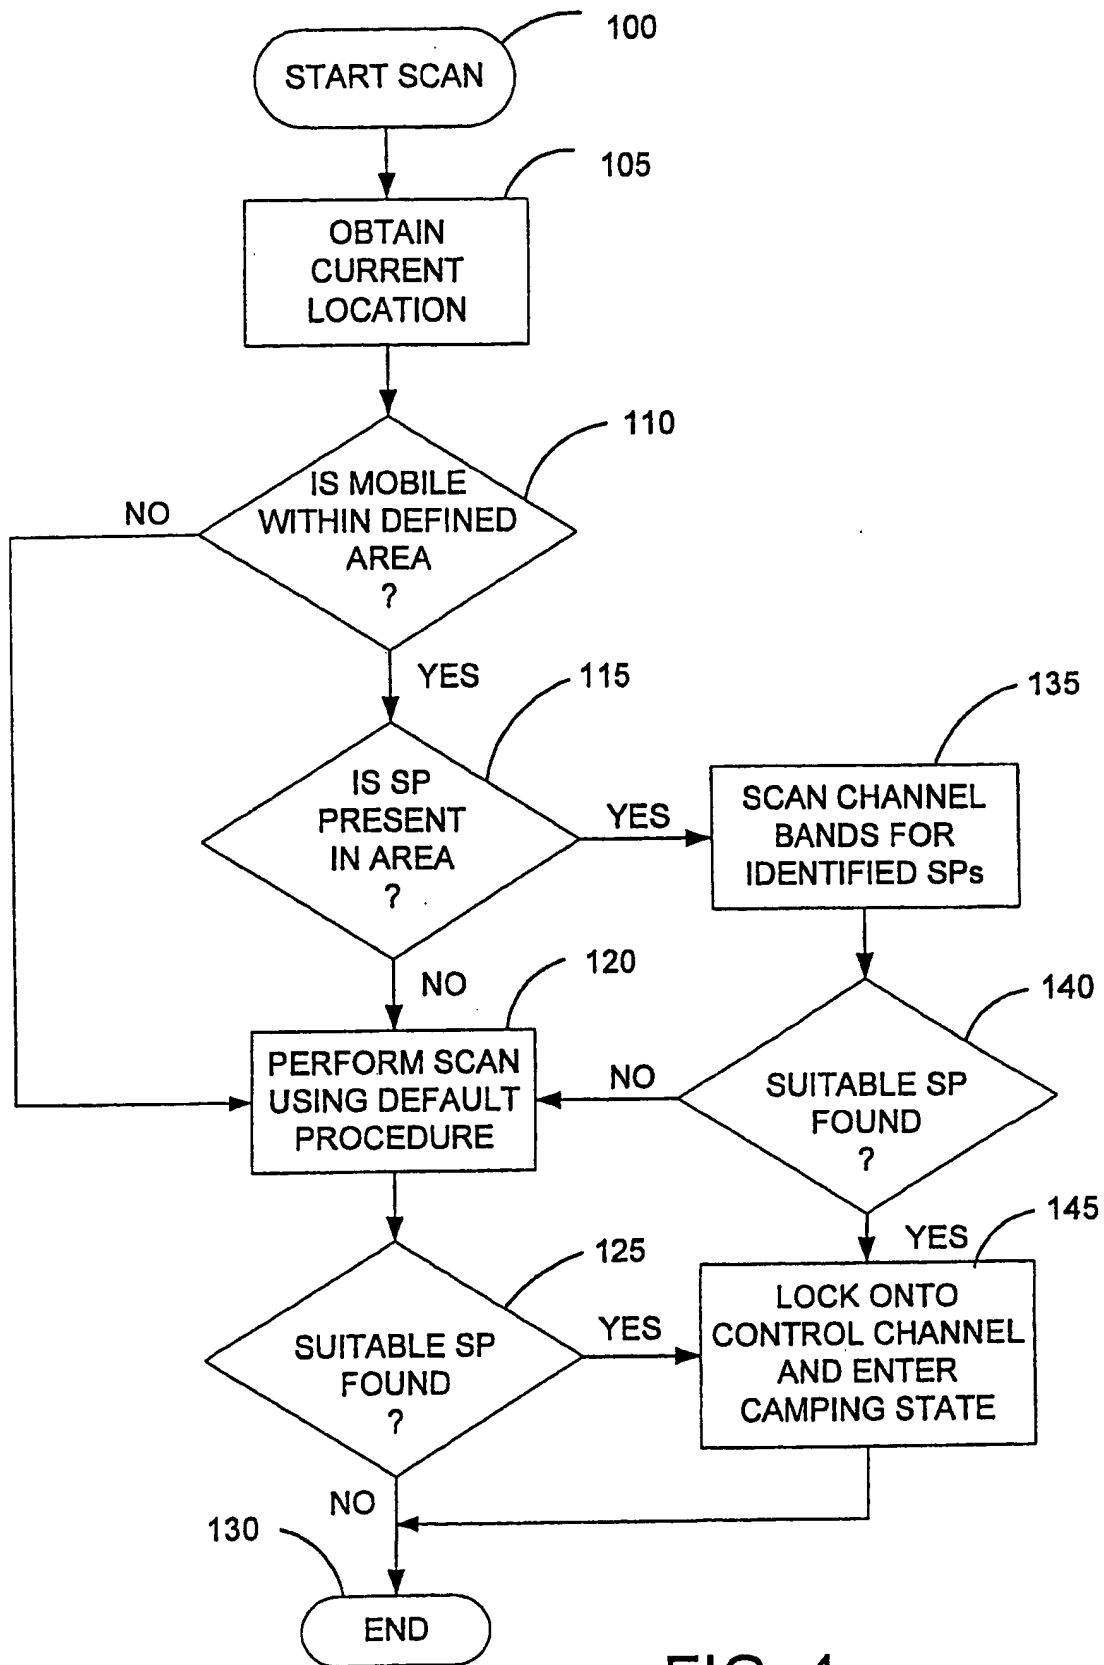 100
START SCAN
105
OBTAIN
CURRENT
LOCATION
110
IS MOBILE
WITHIN DEFINED
AREA
?
NO
YES
115
IS SP
PRESENT
IN AREA
?
YES
135
SCAN CHANNEL
BANDS FOR
IDENTIFIED SPs
NO
120
PERFORM SCAN
USING DEFAULT
PROCEDURE
NO
140
SUITABLE SP
FOUND
?
YES
145
125
SUITABLE SP
FOUND
?
YES
LOCK ONTO
CONTROL CHANNEL
AND ENTER
CAMPING STATE
NO
130
END